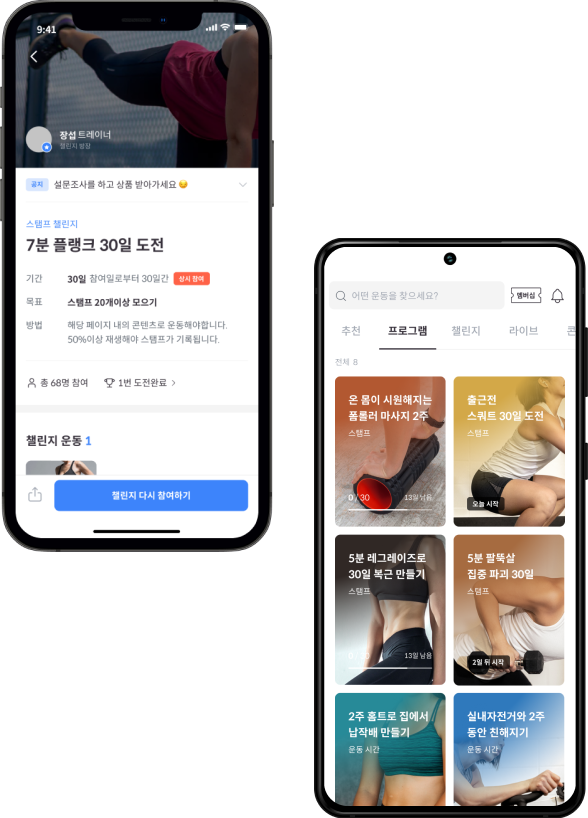 9:41
장섭 트레이너
챌린지 방장
공지 설문조사를 하고 상품 받아가세요 😏
스탬프 챌린지
7분 플랭크 30일 도전
기간 30일 참여일로부터 30일간 상시 참여
목표 스탬프 20개이상 모으기
방법 해당 페이지 내의 콘텐츠로 운동해야합니다.
50%이상 재생해야 스탬프가 기록됩니다.
총 68명 참여 1번 도전완료 >
챌린지 운동 1
챌린지 다시 참여하기
어떤 운동을 찾으세요? 멤버십
추천 프로그램 챌린지 라이브 콘
전체 8
온 몸이 시원해지는
폼롤러 마사지 2주
스탬프
0 / 30 13일 남음
출근전
스쿼트 30일 도전
스탬프
오늘 시작
5분 레그레이즈로
30일 복근 만들기
스탬프
13일 남음
5분 팔뚝살
집중 파괴 30일
스탬프
2일 뒤 시작
2주 홈트로 집에서
납작배 만들기
운동 시간
실내자전거와 2주
동안 친해지기
운동 시간